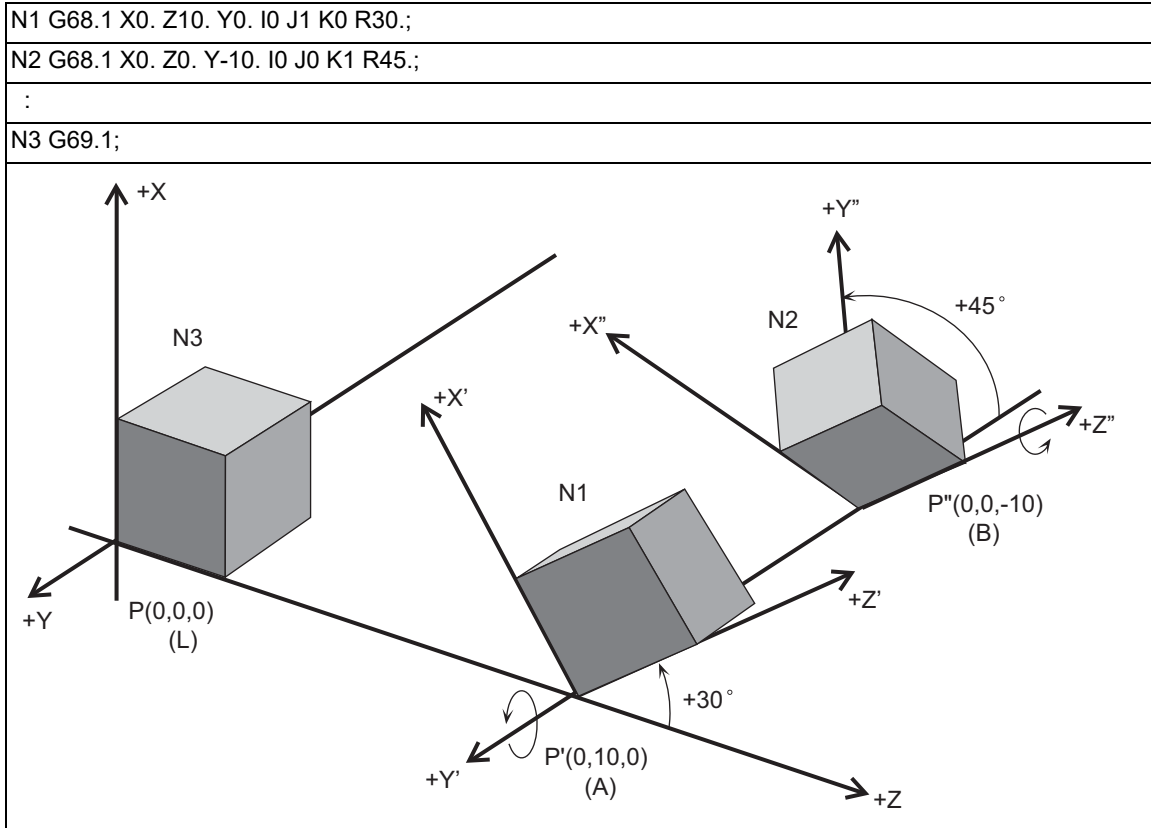 N1 G68.1 X0. Z10. Y0. I0 J1 K0 R30.;
N2 G68.1 X0. Z0. Y-10. I0 J0 K1 R45.;
:
N3 G69.1;
+X
+Y”
+45°
N3
N2
+X”
+X’
+Z”
N1
P"(0,0,-10)
(B)
+Z’
+Y
P(0,0,0)
(L)
+30°
P'(0,10,0)
(A)
+Y’
+Z